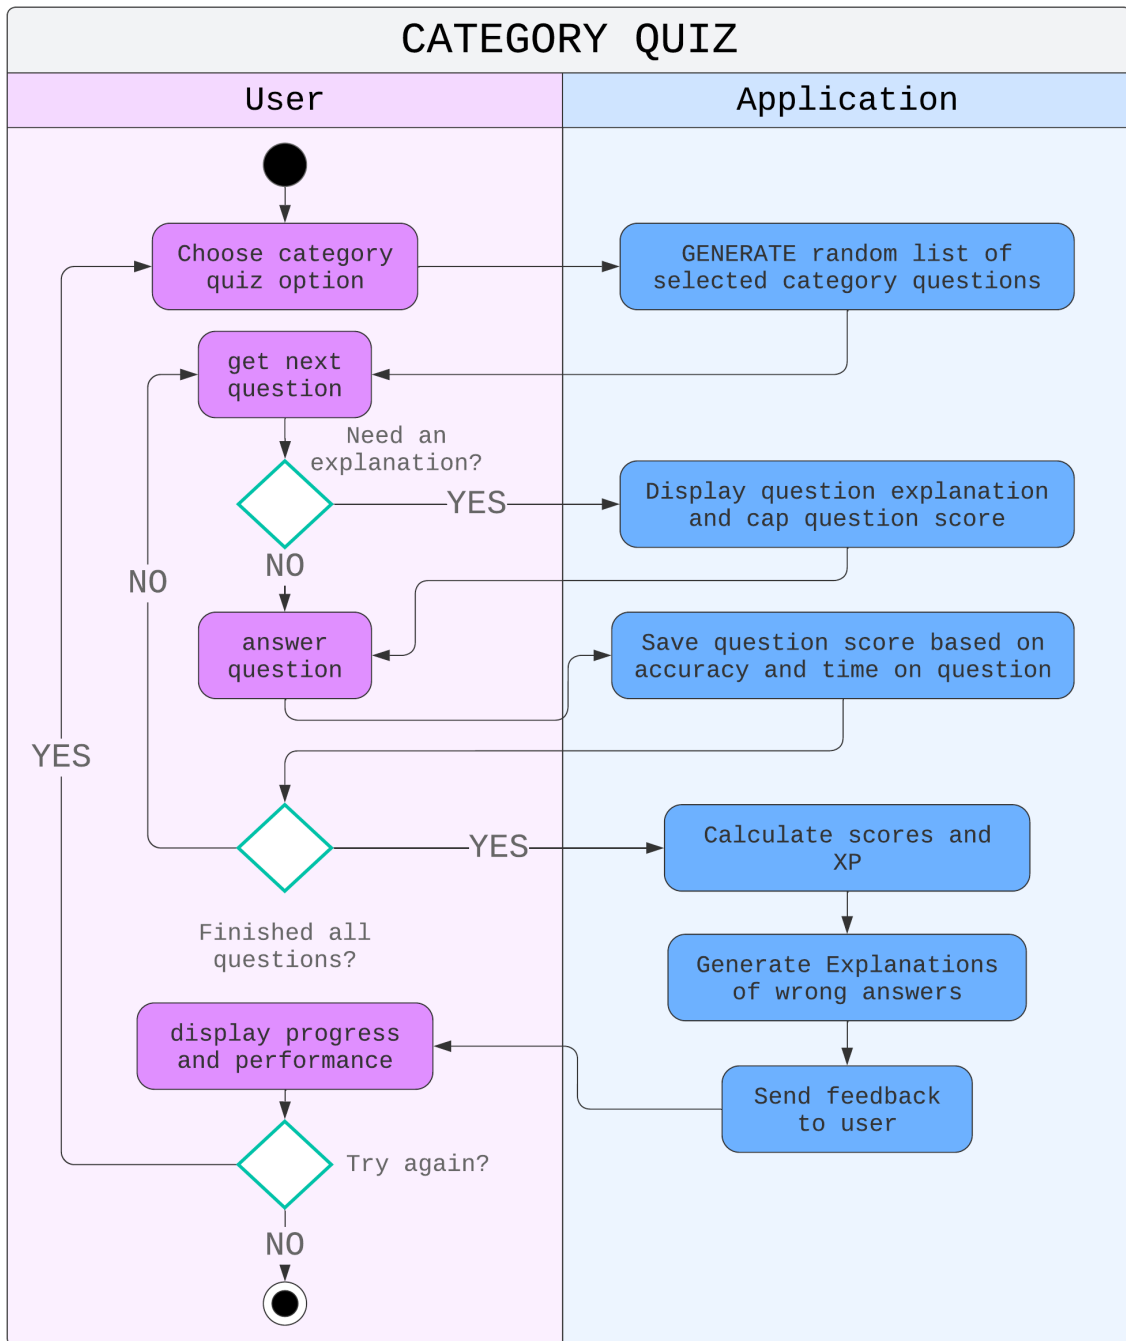 CATEGORY QUIZ
User
Application
Choose category
quiz option
GENERATE random list of
selected category questions
get next
question
Need an
explanation?
YES
Display question explanation
and cap question score
NO
NO
answer
question
Save question score based on
accuracy and time on question
YES
YES
Calculate scores and
XP
Finished all
questions?
Generate Explanations
of wrong answers
display progress
and performance
Send feedback
to user
Try again?
NO